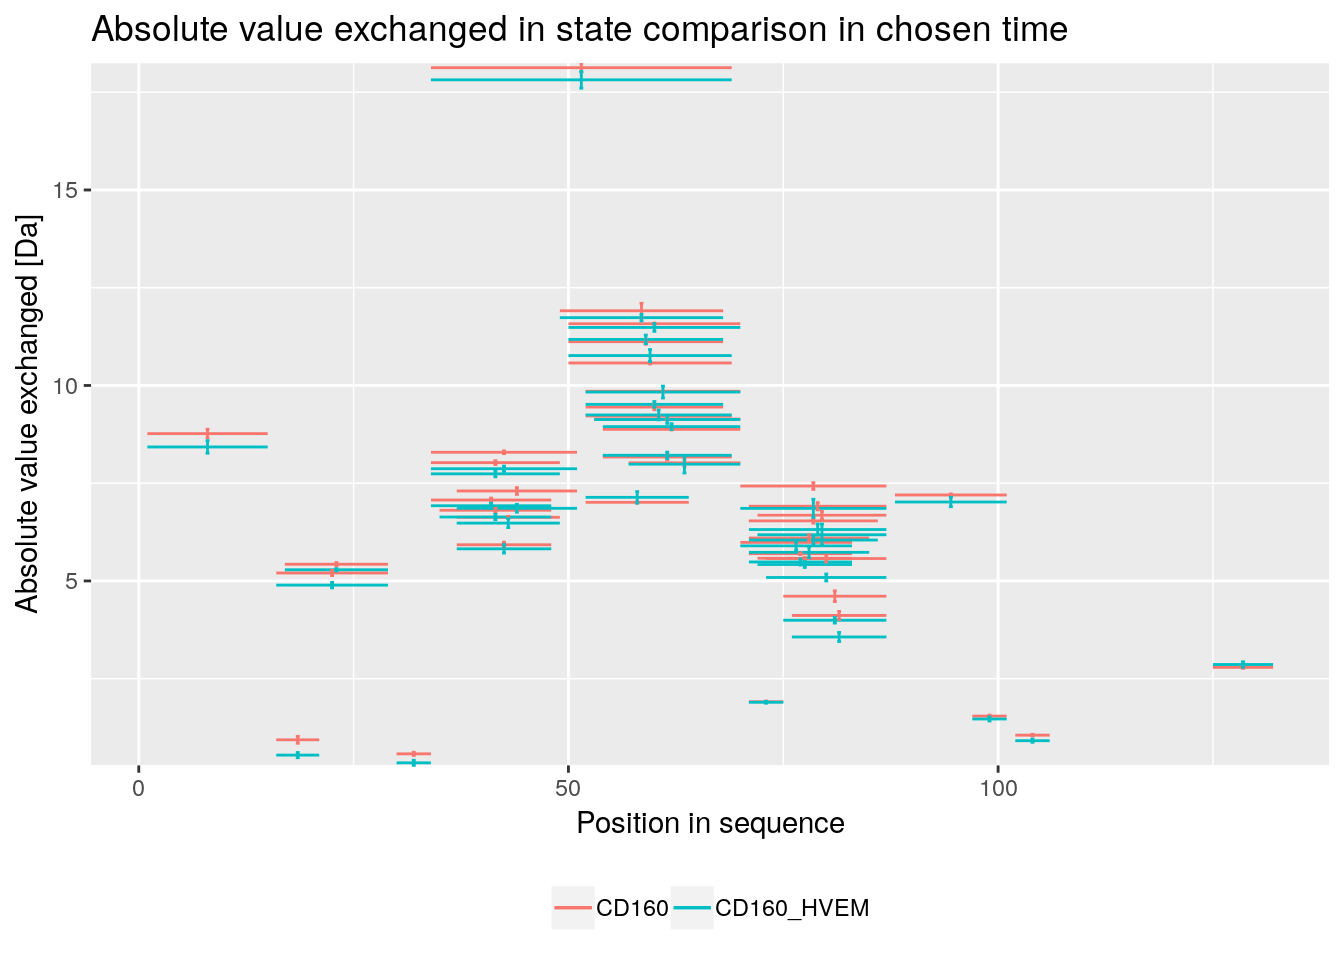 Absolute value exchanged in state comparison in chosen time
Absolute value exchanged [Da]
15
10
5
0 50 100
Position in sequence
CD160 CD160_HVEM